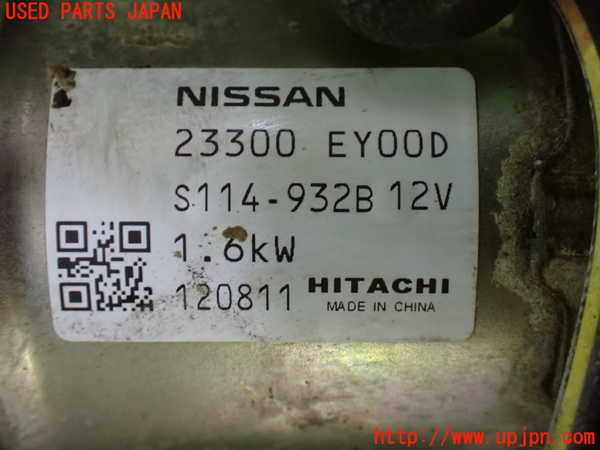 USED PARTS JAPAN
NISSAN
23300 EY00D
S114-932B 12V
1.6kW
120811 HITACHI
MADE IN CHINA
http://www.upjpn.com/